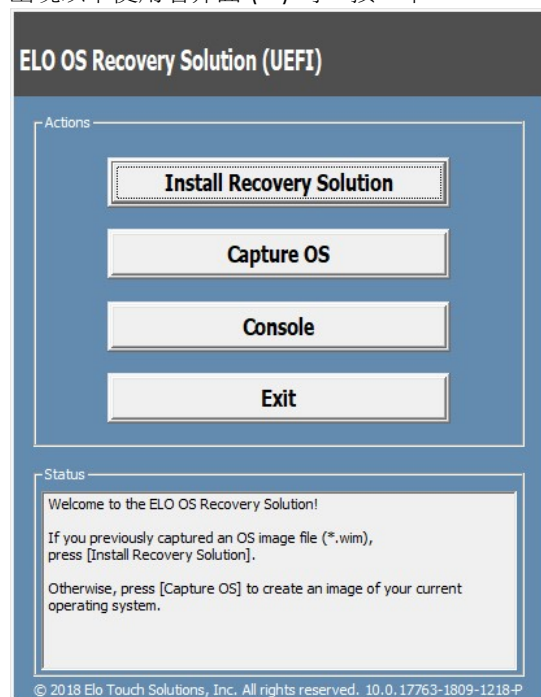 ELO OS Recovery Solution (UEFI)
Actions
Install Recovery Solution
Capture OS
Console
Exit
Status
Welcome to the ELO OS Recovery Solution!
If you previously captured an OS image file (*.wim),
press [Install Recovery Solution].
Otherwise, press [Capture OS] to create an image of your current
operating system.
© 2018 Elo Touch Solutions, Inc. All rights reserved. 10.0.17763-1809-1218-P